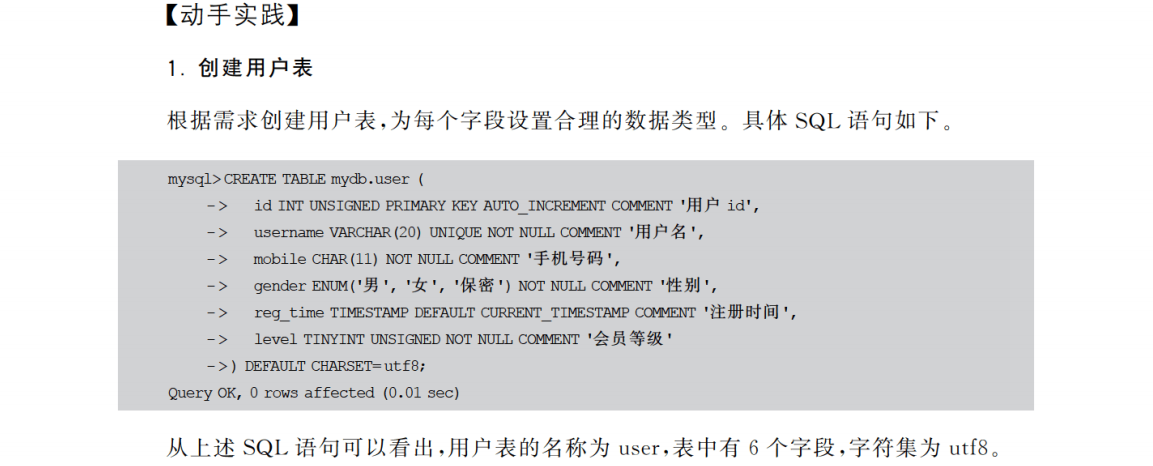 【动手实践】
1. 创建用户表
根据需求创建用户表,为每个字段设置合理的数据类型。具体 SQL 语句如下。
mysql>CREATE TABLE mydb.user (
-> id INT UNSIGNED PRIMARY KEY AUTO_INCREMENT COMMENT '用户 id',
-> username VARCHAR(20) UNIQUE NOT NULL COMMENT '用户名',
-> mobile CHAR(11) NOT NULL COMMENT '手机号码',
-> gender ENUM('男', '女', '保密') NOT NULL COMMENT '性别',
-> reg_time TIMESTAMP DEFAULT CURRENT_TIMESTAMP COMMENT '注册时间',
-> level TINYINT UNSIGNED NOT NULL COMMENT '会员等级'
->) DEFAULT CHARSET=utf8;
Query OK, 0 rows affected (0.01 sec)
从上述 SQL 语句可以看出,用户表的名称为 user,表中有 6 个字段,字符集为 utf8。